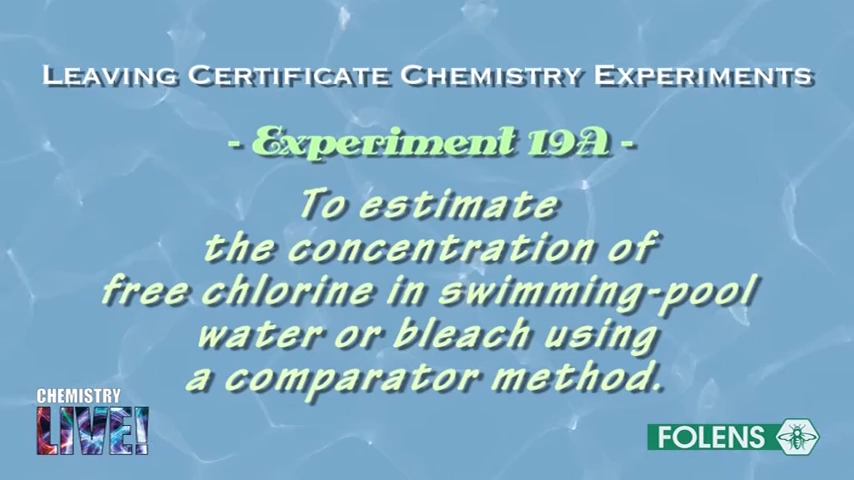 LEAVING CERTIFICATE CHEMISTRY EXPERIMENTS
- Experiment 19A -
To estimate
the concentration of
free chlorine in swimming-pool
water or bleach using
a comparator method.
CHEMISTRY
LIVE!
FOLENS